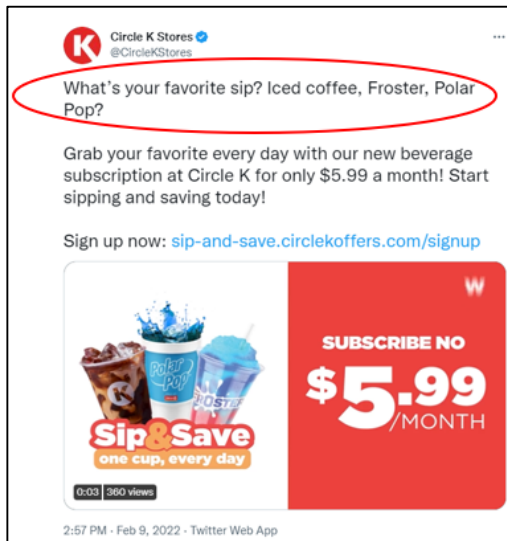 Circle K Stores
@CircleKStores
What's your favorite sip? Iced coffee, Froster, Polar
Pop?
Grab your favorite every day with our new beverage
subscription at Circle K for only $5.99 a month! Start
sipping and saving today!
Sign up now: sip-and-save.circlekoffers.com/signup
K
Polar
Pop
ROSTER
Sip&Save
one cup, every day
0:03 360 views
W
SUBSCRIBE NO
$5.99
/MONTH
2:57 PM · Feb 9, 2022 · Twitter Web App